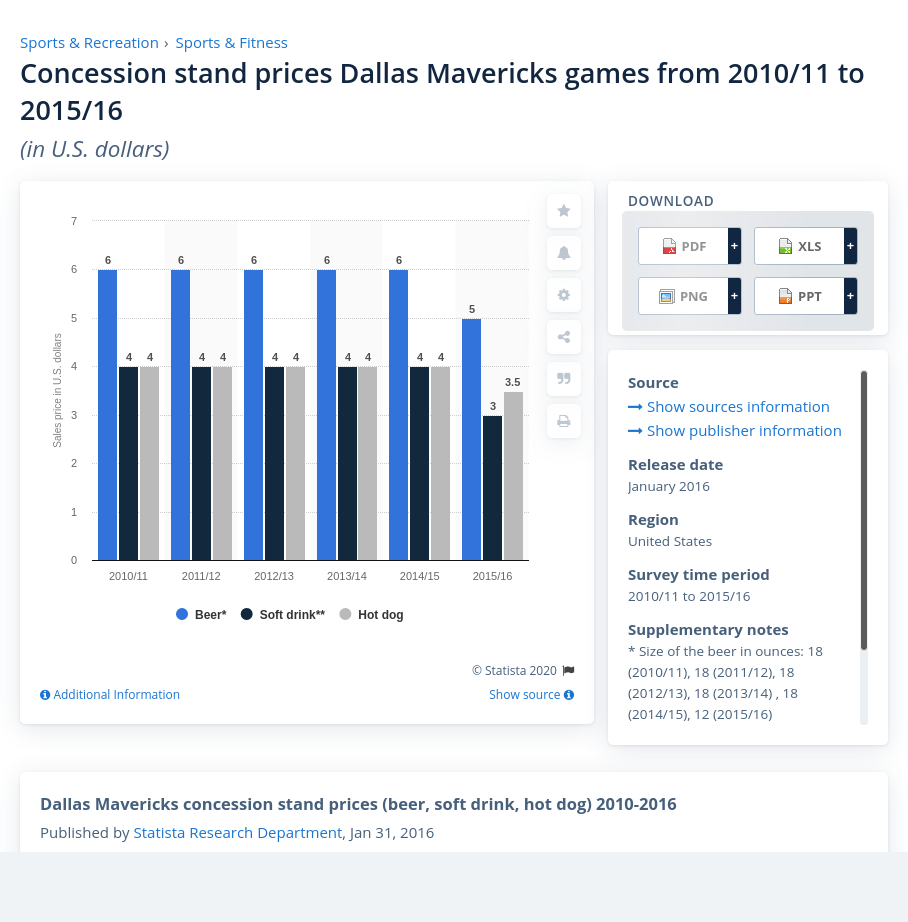 Sports & Recreation › Sports & Fitness
Concession stand prices Dallas Mavericks games from 2010/11 to
2015/16
(in U.S. dollars)
7
6
5
4
3
2
1
0
Sales price in U.S. dollars
6 4 4
6 4 4
6 4 4
6 4 4
6 4 4
5 3 3.5
2010/11 2011/12 2012/13 2013/14 2014/15 2015/16
Beer* Soft drink** Hot dog
© Statista 2020
Additional Information
Show source
DOWNLOAD
PDF + XLS +
PNG + PPT +
Source
Show sources information
Show publisher information
Release date
January 2016
Region
United States
Survey time period
2010/11 to 2015/16
Supplementary notes
* Size of the beer in ounces: 18
(2010/11), 18 (2011/12), 18
(2012/13), 18 (2013/14) , 18
(2014/15), 12 (2015/16)
Dallas Mavericks concession stand prices (beer, soft drink, hot dog) 2010-2016
Published by Statista Research Department, Jan 31, 2016